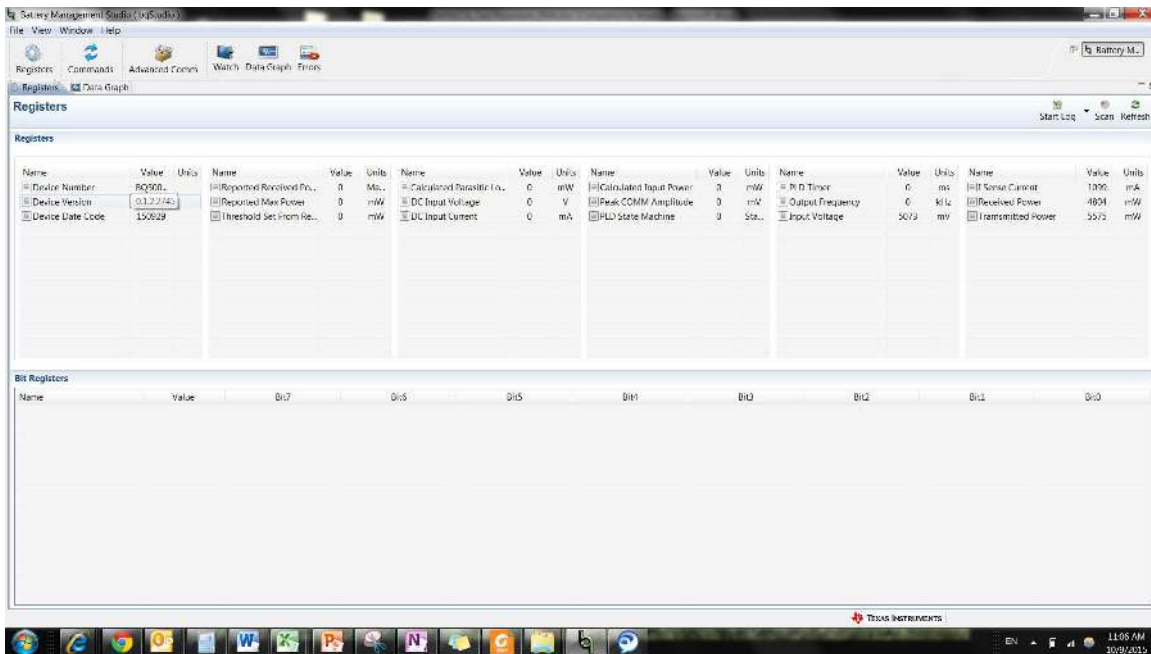 Battery Management Studio ( bqStudio )
File View Window Help
Registers Commands Advanced Comm Watch Data Graph Errors
Battery M..
Registers Data Graph
Registers
Start Log Scan Refresh
Registers
Name Value Units Name Value Units Name Value Units Name Value Units Name Value Units Name Value Units
Device Number BQ500.. Reported Received Po... 0 Ma... Calculated Parasitic Lo... 0 mW Calculated Input Power 0 mW PLD Timer 0 ms I Sense Current 1099 mA
Device Version 0.1.2.2745 Reported Max Power 0 mW DC Input Voltage 0 V Peak COMM Amplitude 0 mV Output Frequency 0 kHz Received Power 4804 mW
Device Date Code 150929 Threshold Set From Re... 0 mW DC Input Current 0 mA PLD State Machine 0 Sta... Input Voltage 5073 mv Tramsmitted Power 5575 mW
Bit Registers
Name Value Bit7 Bit6 Bit5 Bit4 Bit3 Bit2 Bit1 Bit0
TEXAS INSTRUMENTS
EN 11:06 AM
10/9/2015